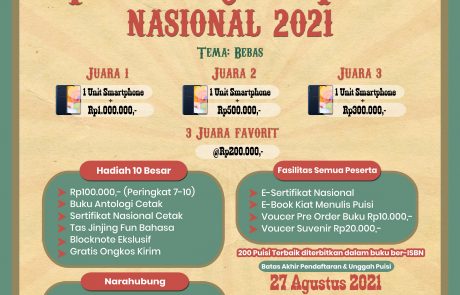 NASIONAL 2021
TEMA: BEBAS
JUARA 1
1 Unit Smartphone
+
Rp1.000.000,-
JUARA 2
1 Unit Smartphone
+
Rp500.000,-
JUARA 3
1 Unit Smartphone
+
Rp300.000,-
3 JUARA FAVORIT
@Rp200.000,-
Hadiah 10 Besar
Rp100.000,- (Peringkat 7-10)
Buku Antologi Cetak
Sertifikat Nasional Cetak
Tas Jinjing Fun Bahasa
Blocknote Ekslusif
Gratis Ongkos Kirim
Fasilitas Semua Peserta
E-Sertifikat Nasional
E-Book Kiat Menulis Puisi
Voucer Pre Order Buku Rp10.000,-
Voucer Suvenir Rp20.000,-
200 Puisi Terbaik diterbitkan dalam buku ber-ISBN
Batas Akhir Pendaftaran & Unggah Puisi
27 Agustus 2021
Narahubung